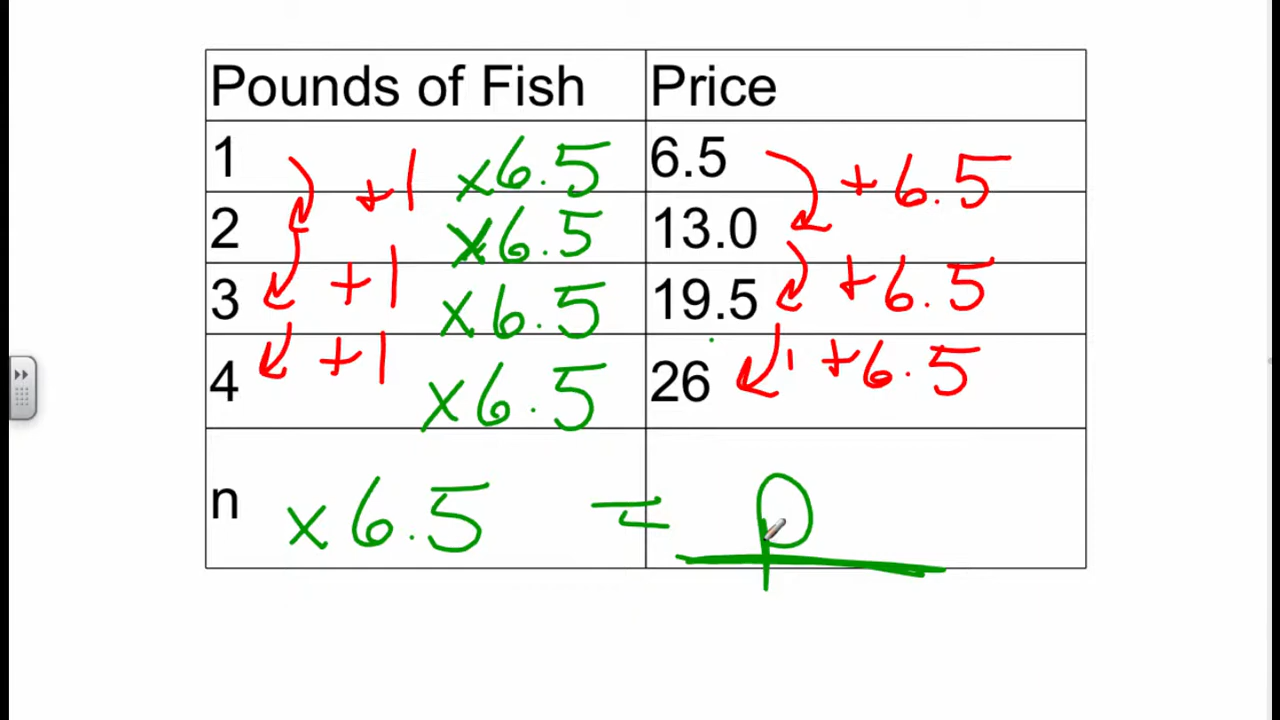 Pounds of Fish Price
1 +1 x6.5 6.5 +6.5
2 x6.5 13.0
3 +1 x6.5 19.5 +6.5
4 +1 x6.5 26 +6.5
n x6.5 = p